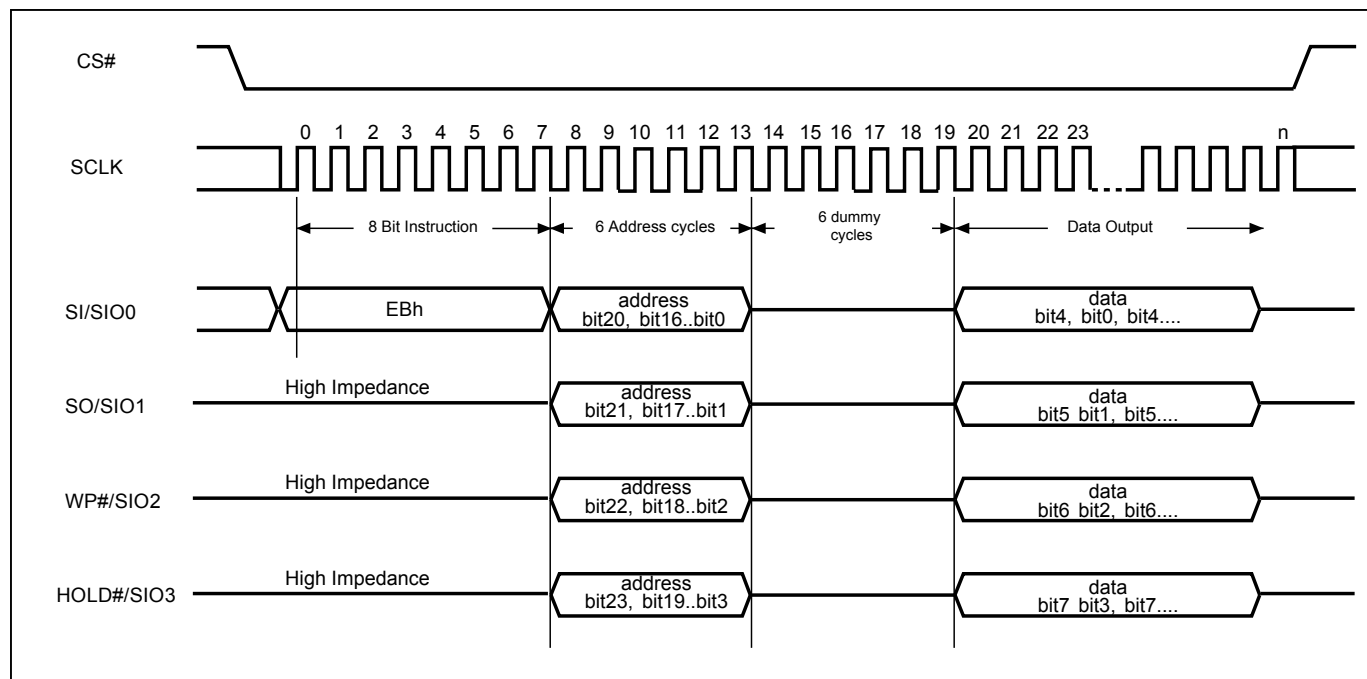 CS#
0 1 2 3 4 5 6 7 8 9 10 11 12 13 14 15 16 17 18 19 20 21 22 23 n
SCLK
8 Bit Instruction 6 Address cycles 6 dummy cycles Data Output
SI/SIO0 EBh
address
bit20, bit16..bit0
data
bit4, bit0, bit4....
High Impedance
SO/SIO1
address
bit21, bit17..bit1
data
bit5 bit1, bit5....
High Impedance
WP#/SIO2
address
bit22, bit18..bit2
data
bit6 bit2, bit6....
High Impedance
HOLD#/SIO3
address
bit23, bit19..bit3
data
bit7 bit3, bit7....